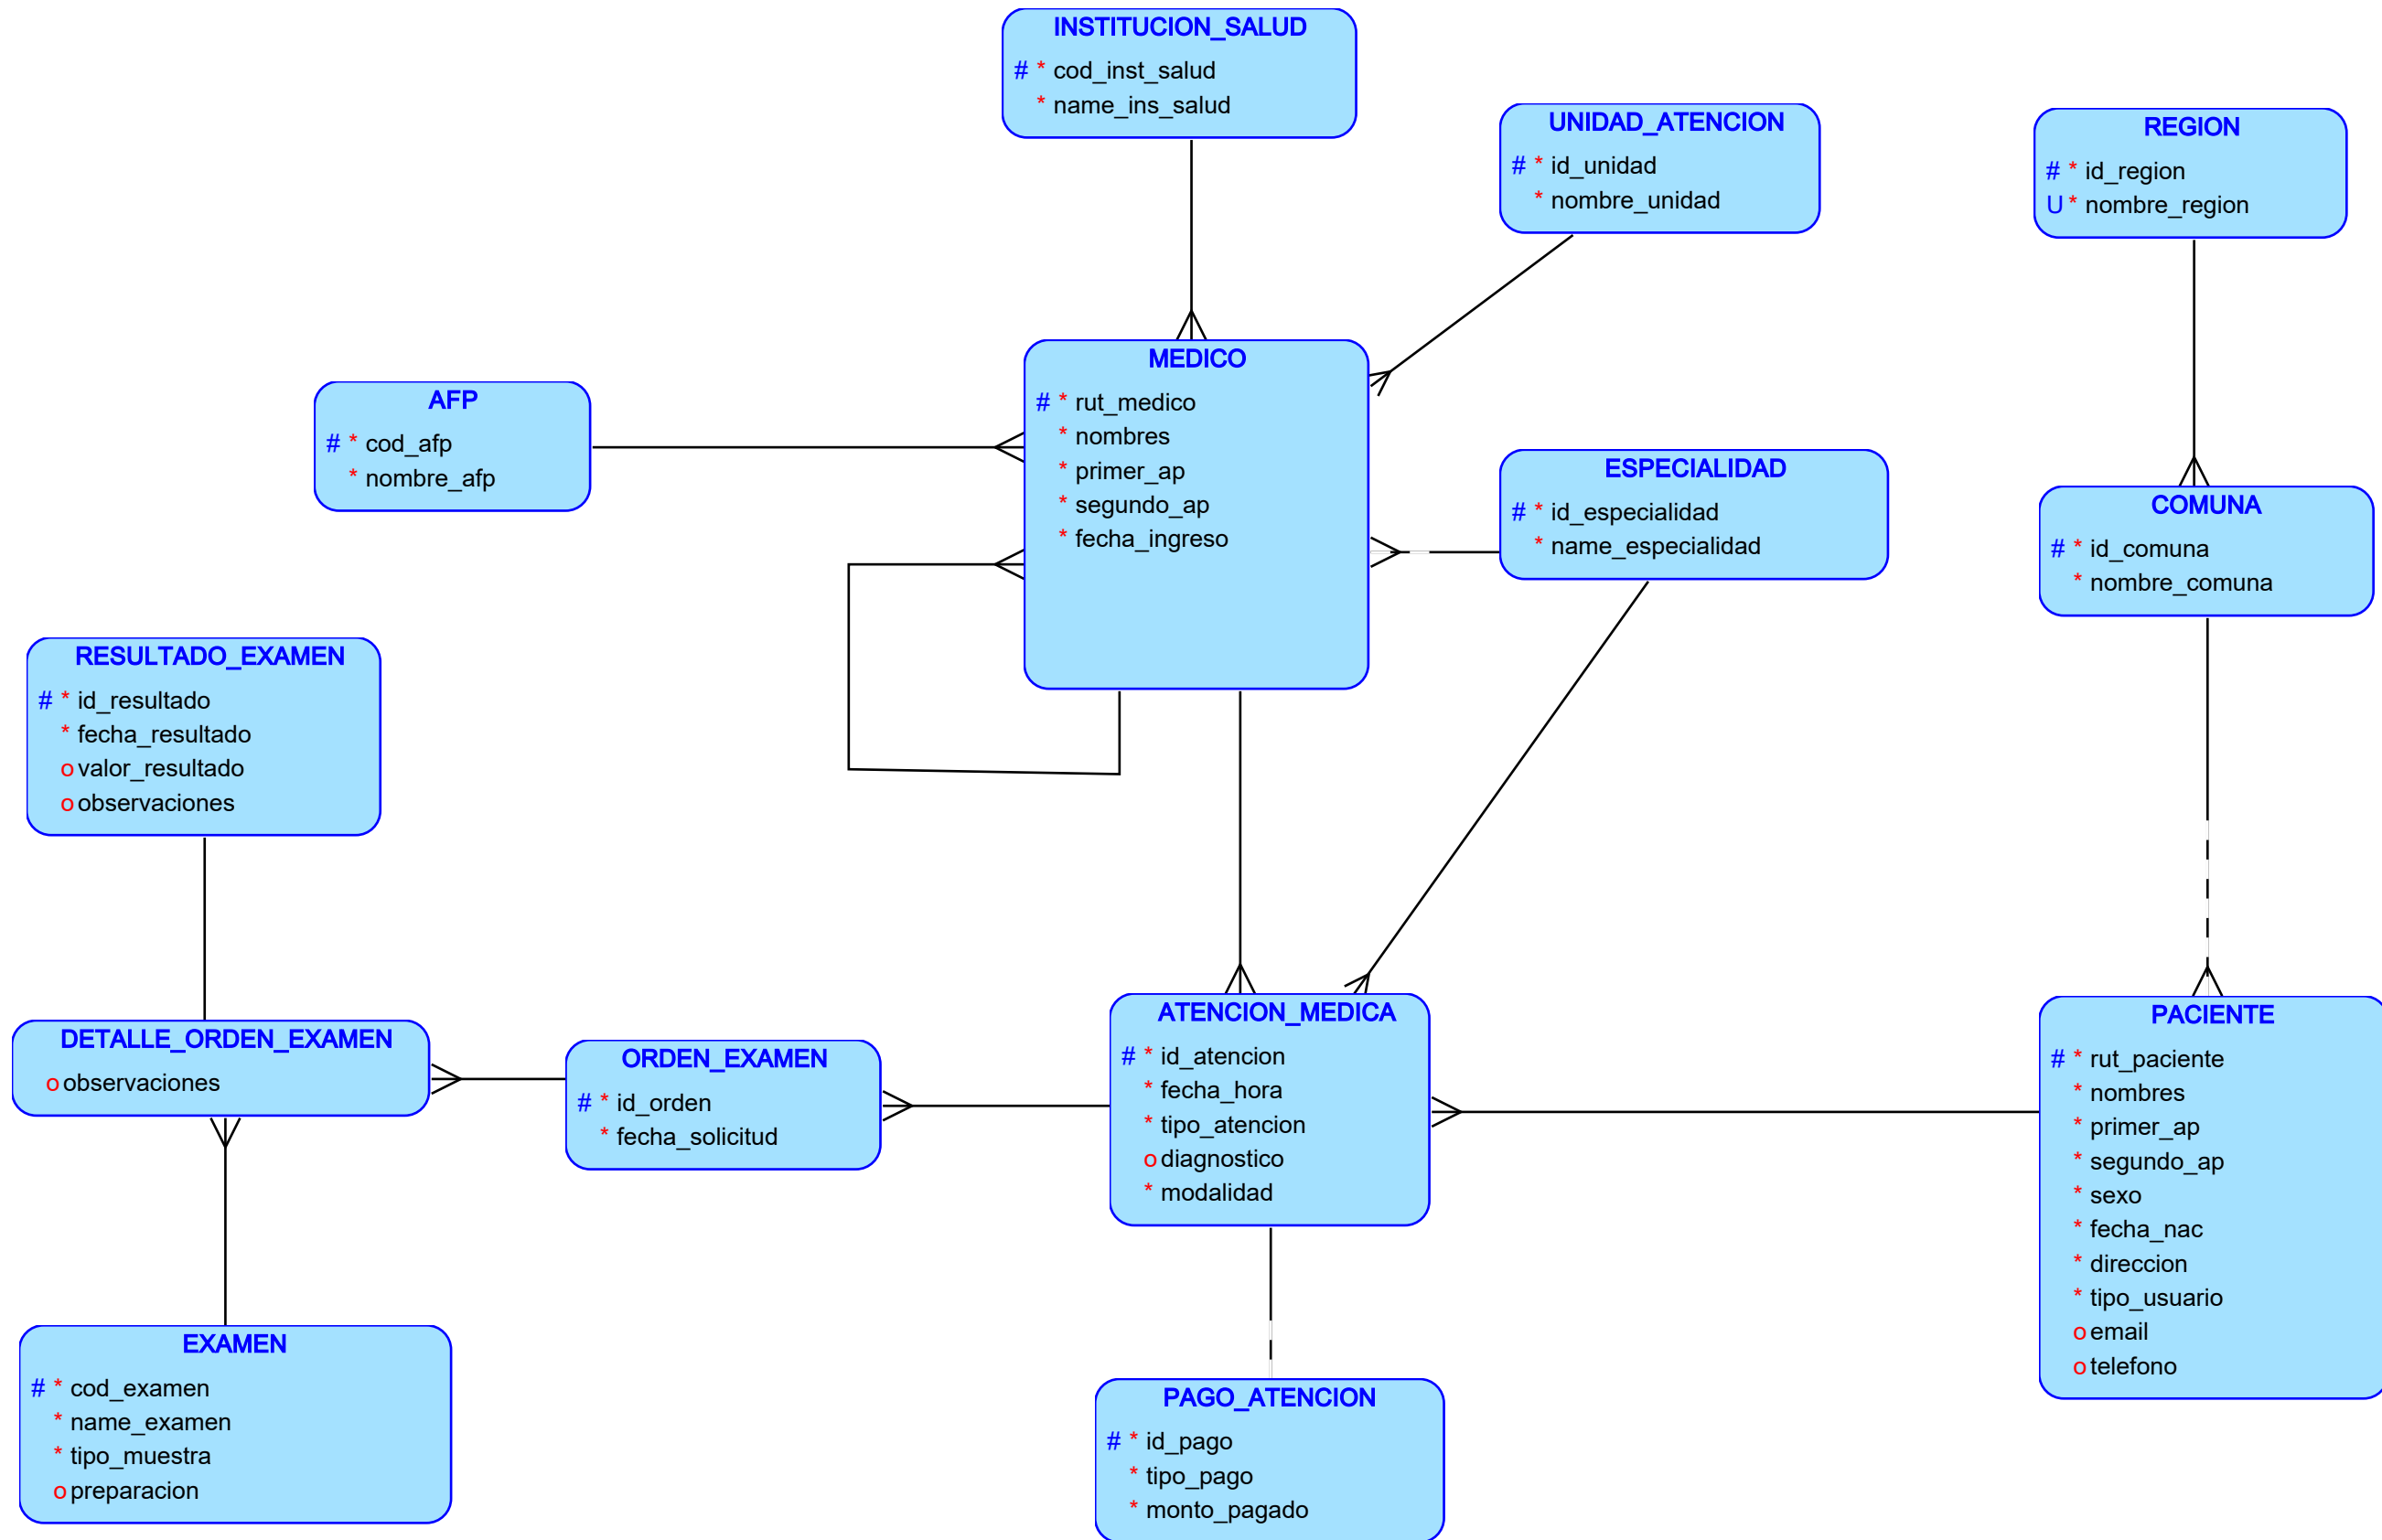 INSTITUCION_SALUD
# * cod_inst_salud
* name_ins_salud
UNIDAD_ATENCION
# * id_unidad
* nombre_unidad
REGION
# * id_region
U * nombre_region
MEDICO
# * rut_medico
* nombres
* primer_ap
* segundo_ap
* fecha_ingreso
AFP
# * cod_afp
* nombre_afp
ESPECIALIDAD
# * id_especialidad
* name_especialidad
COMUNA
# * id_comuna
* nombre_comuna
RESULTADO_EXAMEN
# * id_resultado
* fecha_resultado
o valor_resultado
o observaciones
DETALLE_ORDEN_EXAMEN
o observaciones
ORDEN_EXAMEN
# * id_orden
* fecha_solicitud
ATENCION_MEDICA
# * id_atencion
* fecha_hora
* tipo_atencion
o diagnostico
* modalidad
PACIENTE
# * rut_paciente
* nombres
* primer_ap
* segundo_ap
* sexo
* fecha_nac
* direccion
* tipo_usuario
o email
o telefono
EXAMEN
# * cod_examen
* name_examen
* tipo_muestra
o preparacion
PAGO_ATENCION
# * id_pago
* tipo_pago
* monto_pagado